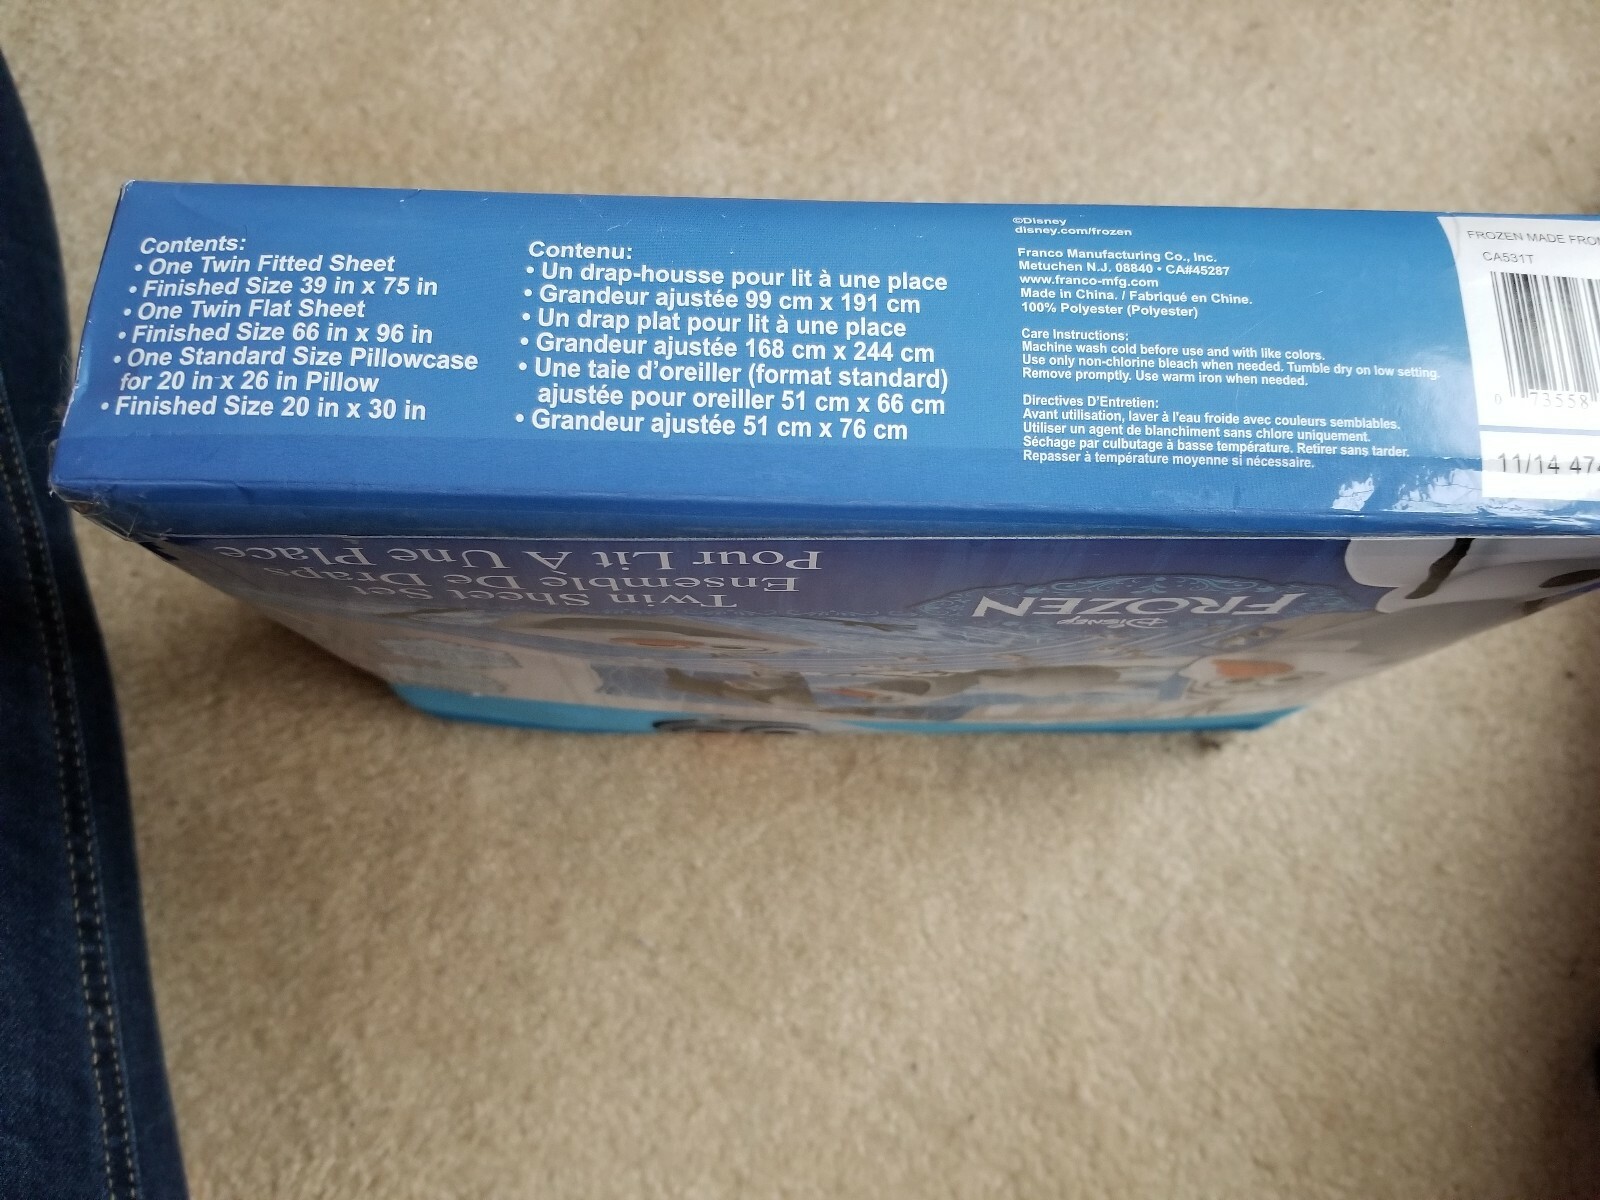 Contents:
• One Twin Fitted Sheet
• Finished Size 39 in x 75 in
• One Twin Flat Sheet
• Finished Size 66 in x 96 in
• One Standard Size Pillowcase
for 20 in x 26 in Pillow
• Finished Size 20 in x 30 in
Contenu:
• Un drap-housse pour lit à une place
• Grandeur ajustée 99 cm x 191 cm
• Un drap plat pour lit à une place
• Grandeur ajustée 168 cm x 244 cm
• Une taie d'oreiller (format standard)
ajustée pour oreiller 51 cm x 66 cm
• Grandeur ajustée 51 cm x 76 cm
©Disney
disney.com/frozen
Franco Manufacturing Co., Inc.
Metuchen N.J. 08840 • CA#45287
www.franco-mfg.com
Made in China. / Fabriqué en Chine.
100% Polyester (Polyester)
Care Instructions:
Machine wash cold before use and with like colors.
Use only non-chlorine bleach when needed. Tumble dry on low setting.
Remove promptly. Use warm iron when needed.
Directives D'Entretien:
Avant utilisation, laver à l'eau froide avec couleurs semblables.
Utiliser un agent de blanchiment sans chlore uniquement.
Séchage par culbutage à basse température. Retirer sans tarder.
Repasser à température moyenne si nécessaire.
FROZEN MADE FRO
CA531T
0 73558
11/14 474
Disney
FROZEN
Twin Sheet Set
Ensemble De Draps
Pour Lit À Une Place